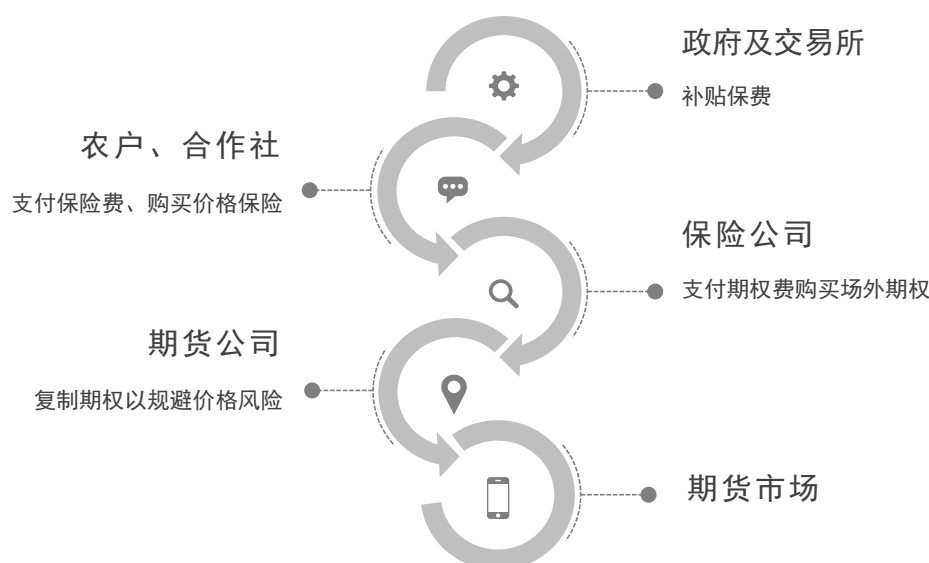 政府及交易所
补贴保费
农户、合作社
支付保险费、购买价格保险
保险公司
支付期权费购买场外期权
期货公司
复制期权以规避价格风险
期货市场